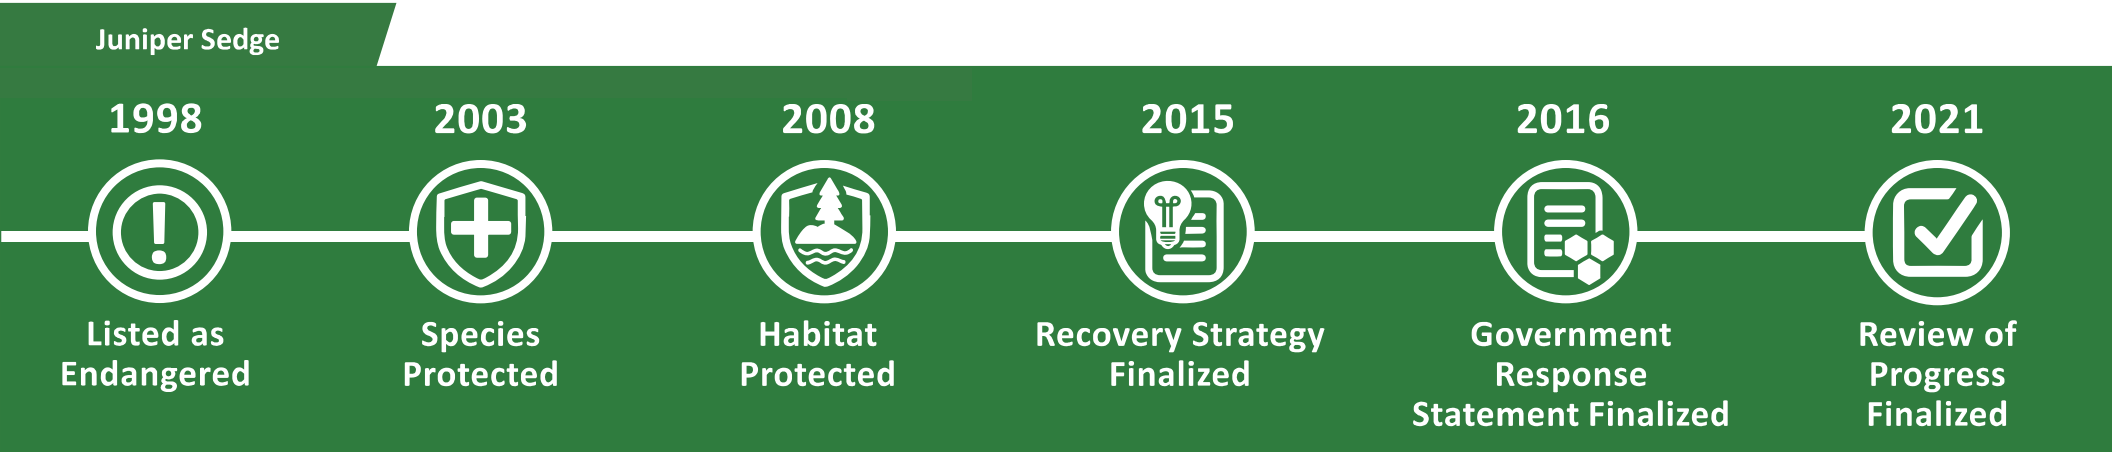 Juniper Sedge
1998
Listed as
Endangered
2003
Species
Protected
2008
Habitat
Protected
2015
Recovery Strategy
Finalized
2016
Government
Response
Statement Finalized
2021
Review of
Progress
Finalized